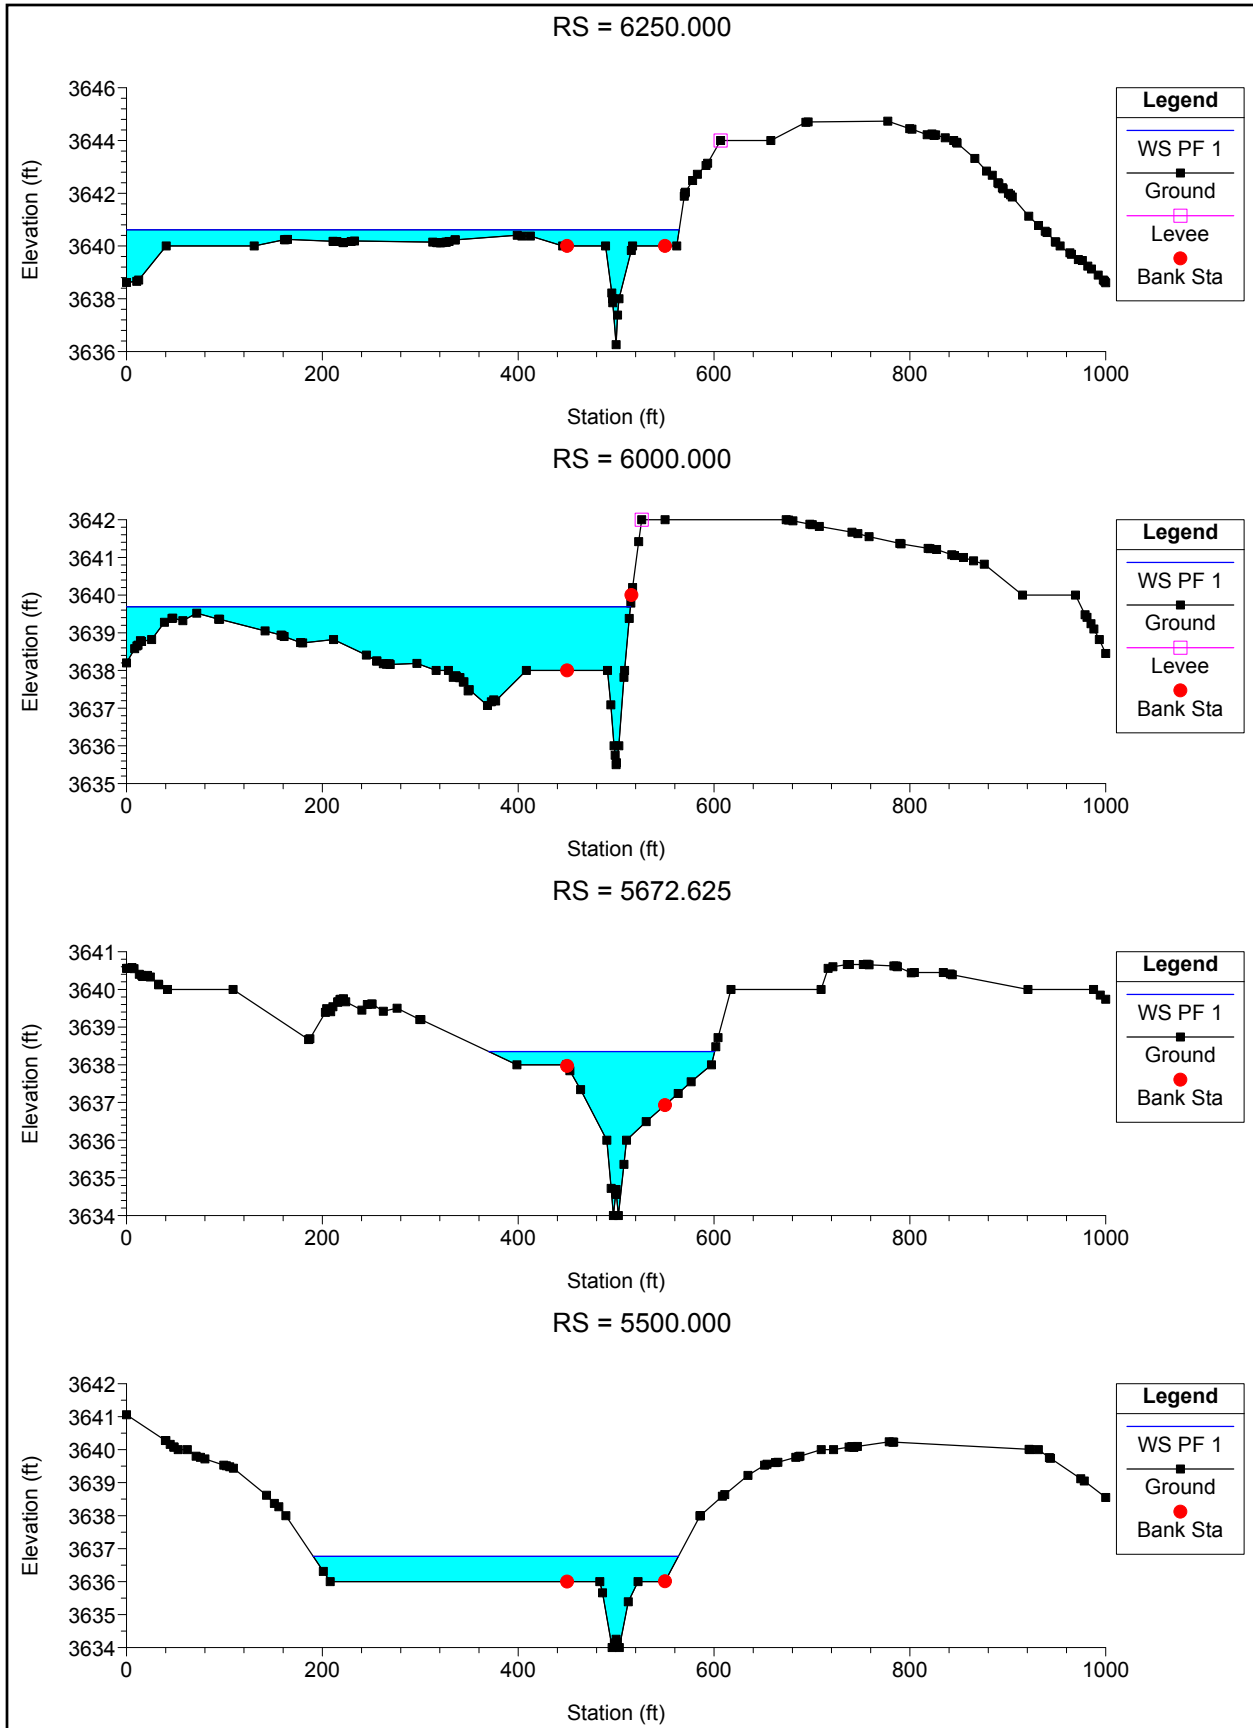 RS = 6250.000
Elevation (ft)
3646
3644
3642
3640
3638
3636
0 200 400 600 800 1000
Station (ft)
Legend
WS PF 1
Ground
Levee
Bank Sta
RS = 6000.000
Elevation (ft)
3642
3641
3640
3639
3638
3637
3636
3635
0 200 400 600 800 1000
Station (ft)
Legend
WS PF 1
Ground
Levee
Bank Sta
RS = 5672.625
Elevation (ft)
3641
3640
3639
3638
3637
3636
3635
3634
0 200 400 600 800 1000
Station (ft)
Legend
WS PF 1
Ground
Bank Sta
RS = 5500.000
Elevation (ft)
3642
3641
3640
3639
3638
3637
3636
3635
3634
0 200 400 600 800 1000
Station (ft)
Legend
WS PF 1
Ground
Bank Sta